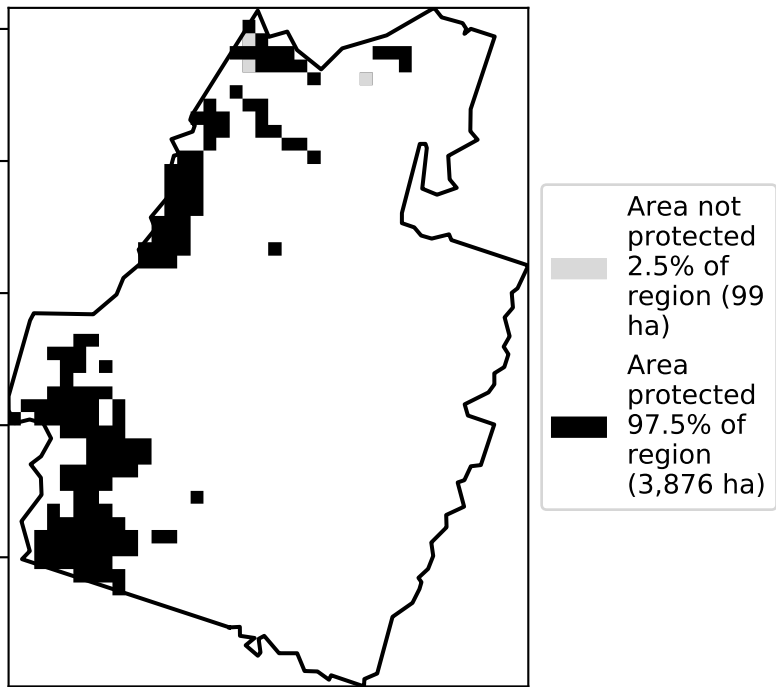 Area not
protected
2.5% of
region (99
ha)
Area
protected
97.5% of
region
(3,876 ha)